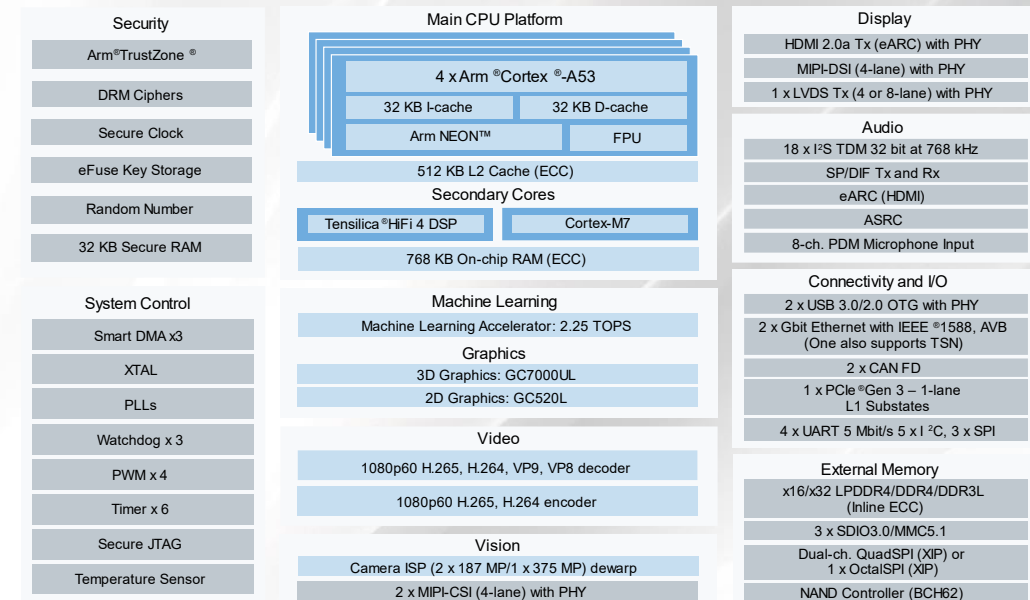 Security
Arm®TrustZone ®
DRM Ciphers
Secure Clock
eFuse Key Storage
Random Number
32 KB Secure RAM
System Control
Smart DMA x3
XTAL
PLLs
Watchdog x 3
PWM x 4
Timer x 6
Secure JTAG
Temperature Sensor
Main CPU Platform
4 x Arm ®Cortex ®-A53
32 KB I-cache
32 KB D-cache
Arm NEON™
FPU
512 KB L2 Cache (ECC)
Secondary Cores
Tensilica ®HiFi 4 DSP
Cortex-M7
768 KB On-chip RAM (ECC)
Machine Learning
Machine Learning Accelerator: 2.25 TOPS
Graphics
3D Graphics: GC7000UL
2D Graphics: GC520L
Video
1080p60 H.265, H.264, VP9, VP8 decoder
1080p60 H.265, H.264 encoder
Vision
Camera ISP (2 x 187 MP/1 x 375 MP) dewarp
2 x MIPI-CSI (4-lane) with PHY
Display
HDMI 2.0a Tx (eARC) with PHY
MIPI-DSI (4-lane) with PHY
1 x LVDS Tx (4 or 8-lane) with PHY
Audio
18 x I²S TDM 32 bit at 768 kHz
SP/DIF Tx and Rx
eARC (HDMI)
ASRC
8-ch. PDM Microphone Input
Connectivity and I/O
2 x USB 3.0/2.0 OTG with PHY
2 x Gbit Ethernet with IEEE ®1588, AVB
(One also supports TSN)
2 x CAN FD
1 x PCIe ®Gen 3 – 1-lane
L1 Substates
4 x UART 5 Mbit/s 5 x I ²C, 3 x SPI
External Memory
x16/x32 LPDDR4/DDR4/DDR3L
(Inline ECC)
3 x SDIO3.0/MMC5.1
Dual-ch. QuadSPI (XIP) or
1 x OctalSPI (XIP)
NAND Controller (BCH62)